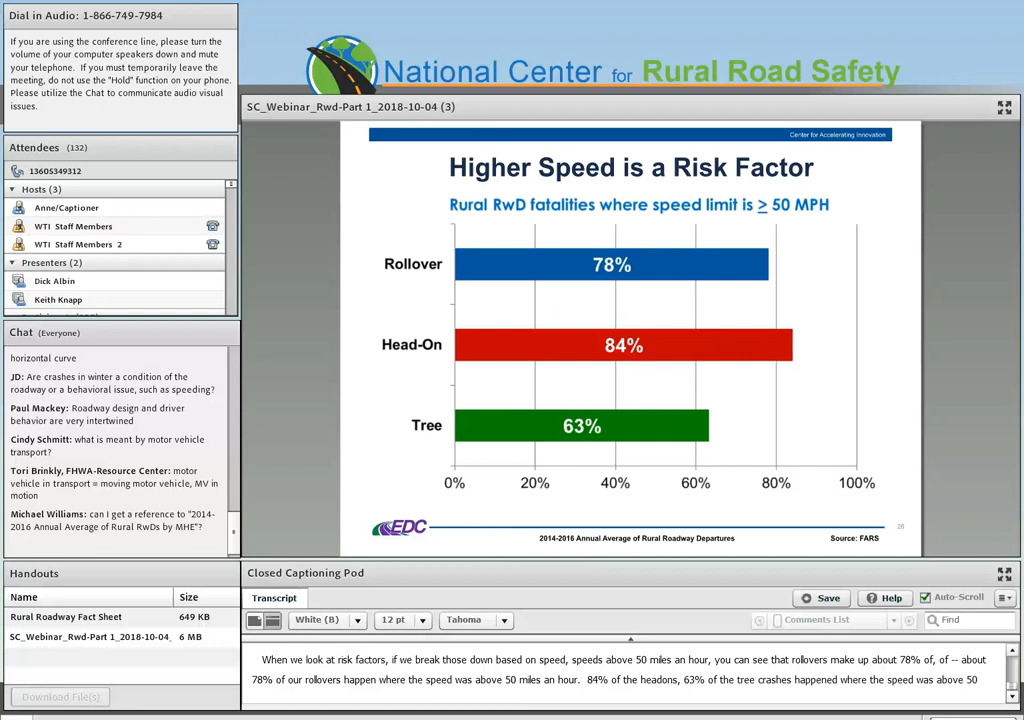 Dial in Audio: 1-866-749-7984
If you are using the conference line, please turn the
volume of your computer speakers down and mute
your telephone. If you must temporarily leave the
meeting, do not use the "Hold" function on your phone.
Please utilize the Chat to communicate audio visual
issues.
National Center for Rural Road Safety
Attendees (132)
13605349312
Hosts (3)
Anne/Captioner
WTI Staff Members
WTI Staff Members 2
Presenters (2)
Dick Albin
Keith Knapp
Chat (Everyone)
horizontal curve
JD: Are crashes in winter a condition of the
roadway or a behavioral issue, such as speeding?
Paul Mackey: Roadway design and driver
behavior are very intertwined
Cindy Schmitt: what is meant by motor vehicle
transport?
Tori Brinkly, FHWA-Resource Center: motor
vehicle in transport = moving motor vehicle, MV in
motion
Michael Williams: can I get a reference to "2014-
2016 Annual Average of Rural RwDs by MHE"?
Handouts
Name Size
Rural Roadway Fact Sheet 649 KB
SC_Webinar_Rwd-Part 1_2018-10-04_ 6 MB
Download File(s)
SC_Webinar_Rwd-Part 1_2018-10-04 (3)
Center for Accelerating Innovation
Higher Speed is a Risk Factor
Rural RwD fatalities where speed limit is ≥ 50 MPH
Rollover 78%
Head-On 84%
Tree 63%
0% 20% 40% 60% 80% 100%
EDC
26
2014-2016 Annual Average of Rural Roadway Departures Source: FARS
Closed Captioning Pod
Transcript Save Help Auto-Scroll
White (B) 12 pt Tahoma Comments List Find
When we look at risk factors, if we break those down based on speed, speeds above 50 miles an hour, you can see that rollovers make up about 78% of, of -- about
78% of our rollovers happen where the speed was above 50 miles an hour. 84% of the headons, 63% of the tree crashes happened where the speed was above 50